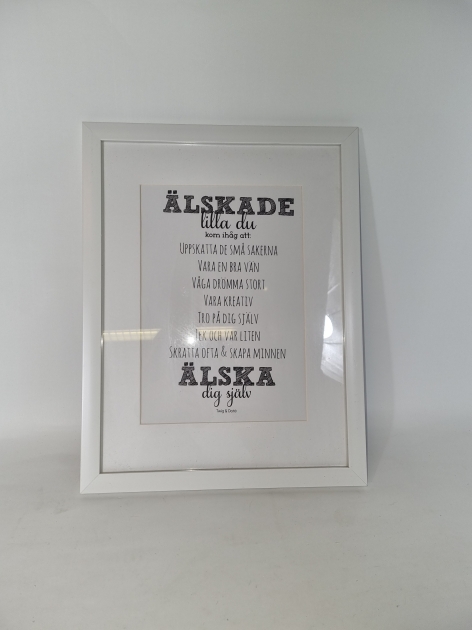 ÄLSKADE
lilla du
kom ihåg att:
UPPSKATTA DE SMÅ SAKERNA
VARA EN BRA VÄN
VÅGA DRÖMMA STORT
VARA KREATIV
TRO PÅ DIG SJÄLV
LEK OCH VAR LITEN
SKRATTA OFTA & SKAPA MINNEN
ÄLSKA
dig själv